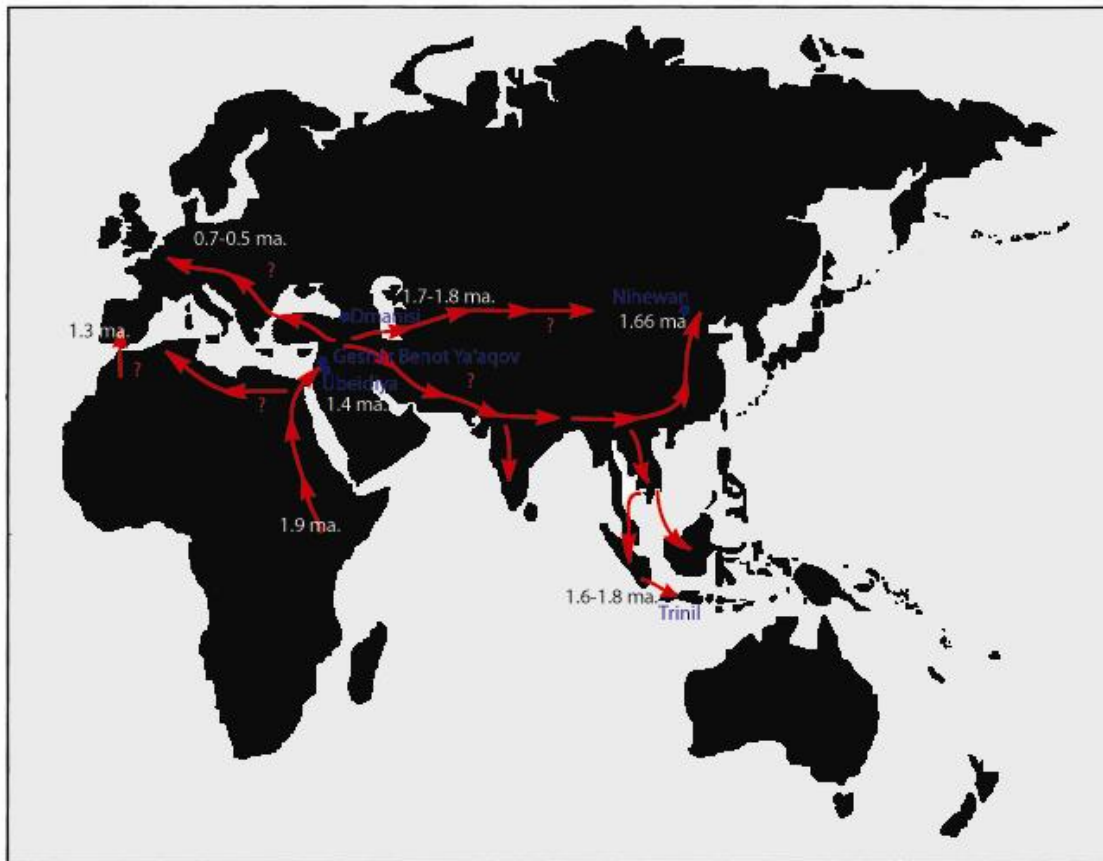 0.7-0.5 ma.
?
1.7-1.8 ma.
Nihewan
Dmanisi
1.66 ma
?
1.3 ma.
Gesher Benot Ya'aqov
?
?
Ubeidiya
?
1.4 ma.
1.9 ma.
1.6-1.8 ma.
Trinil